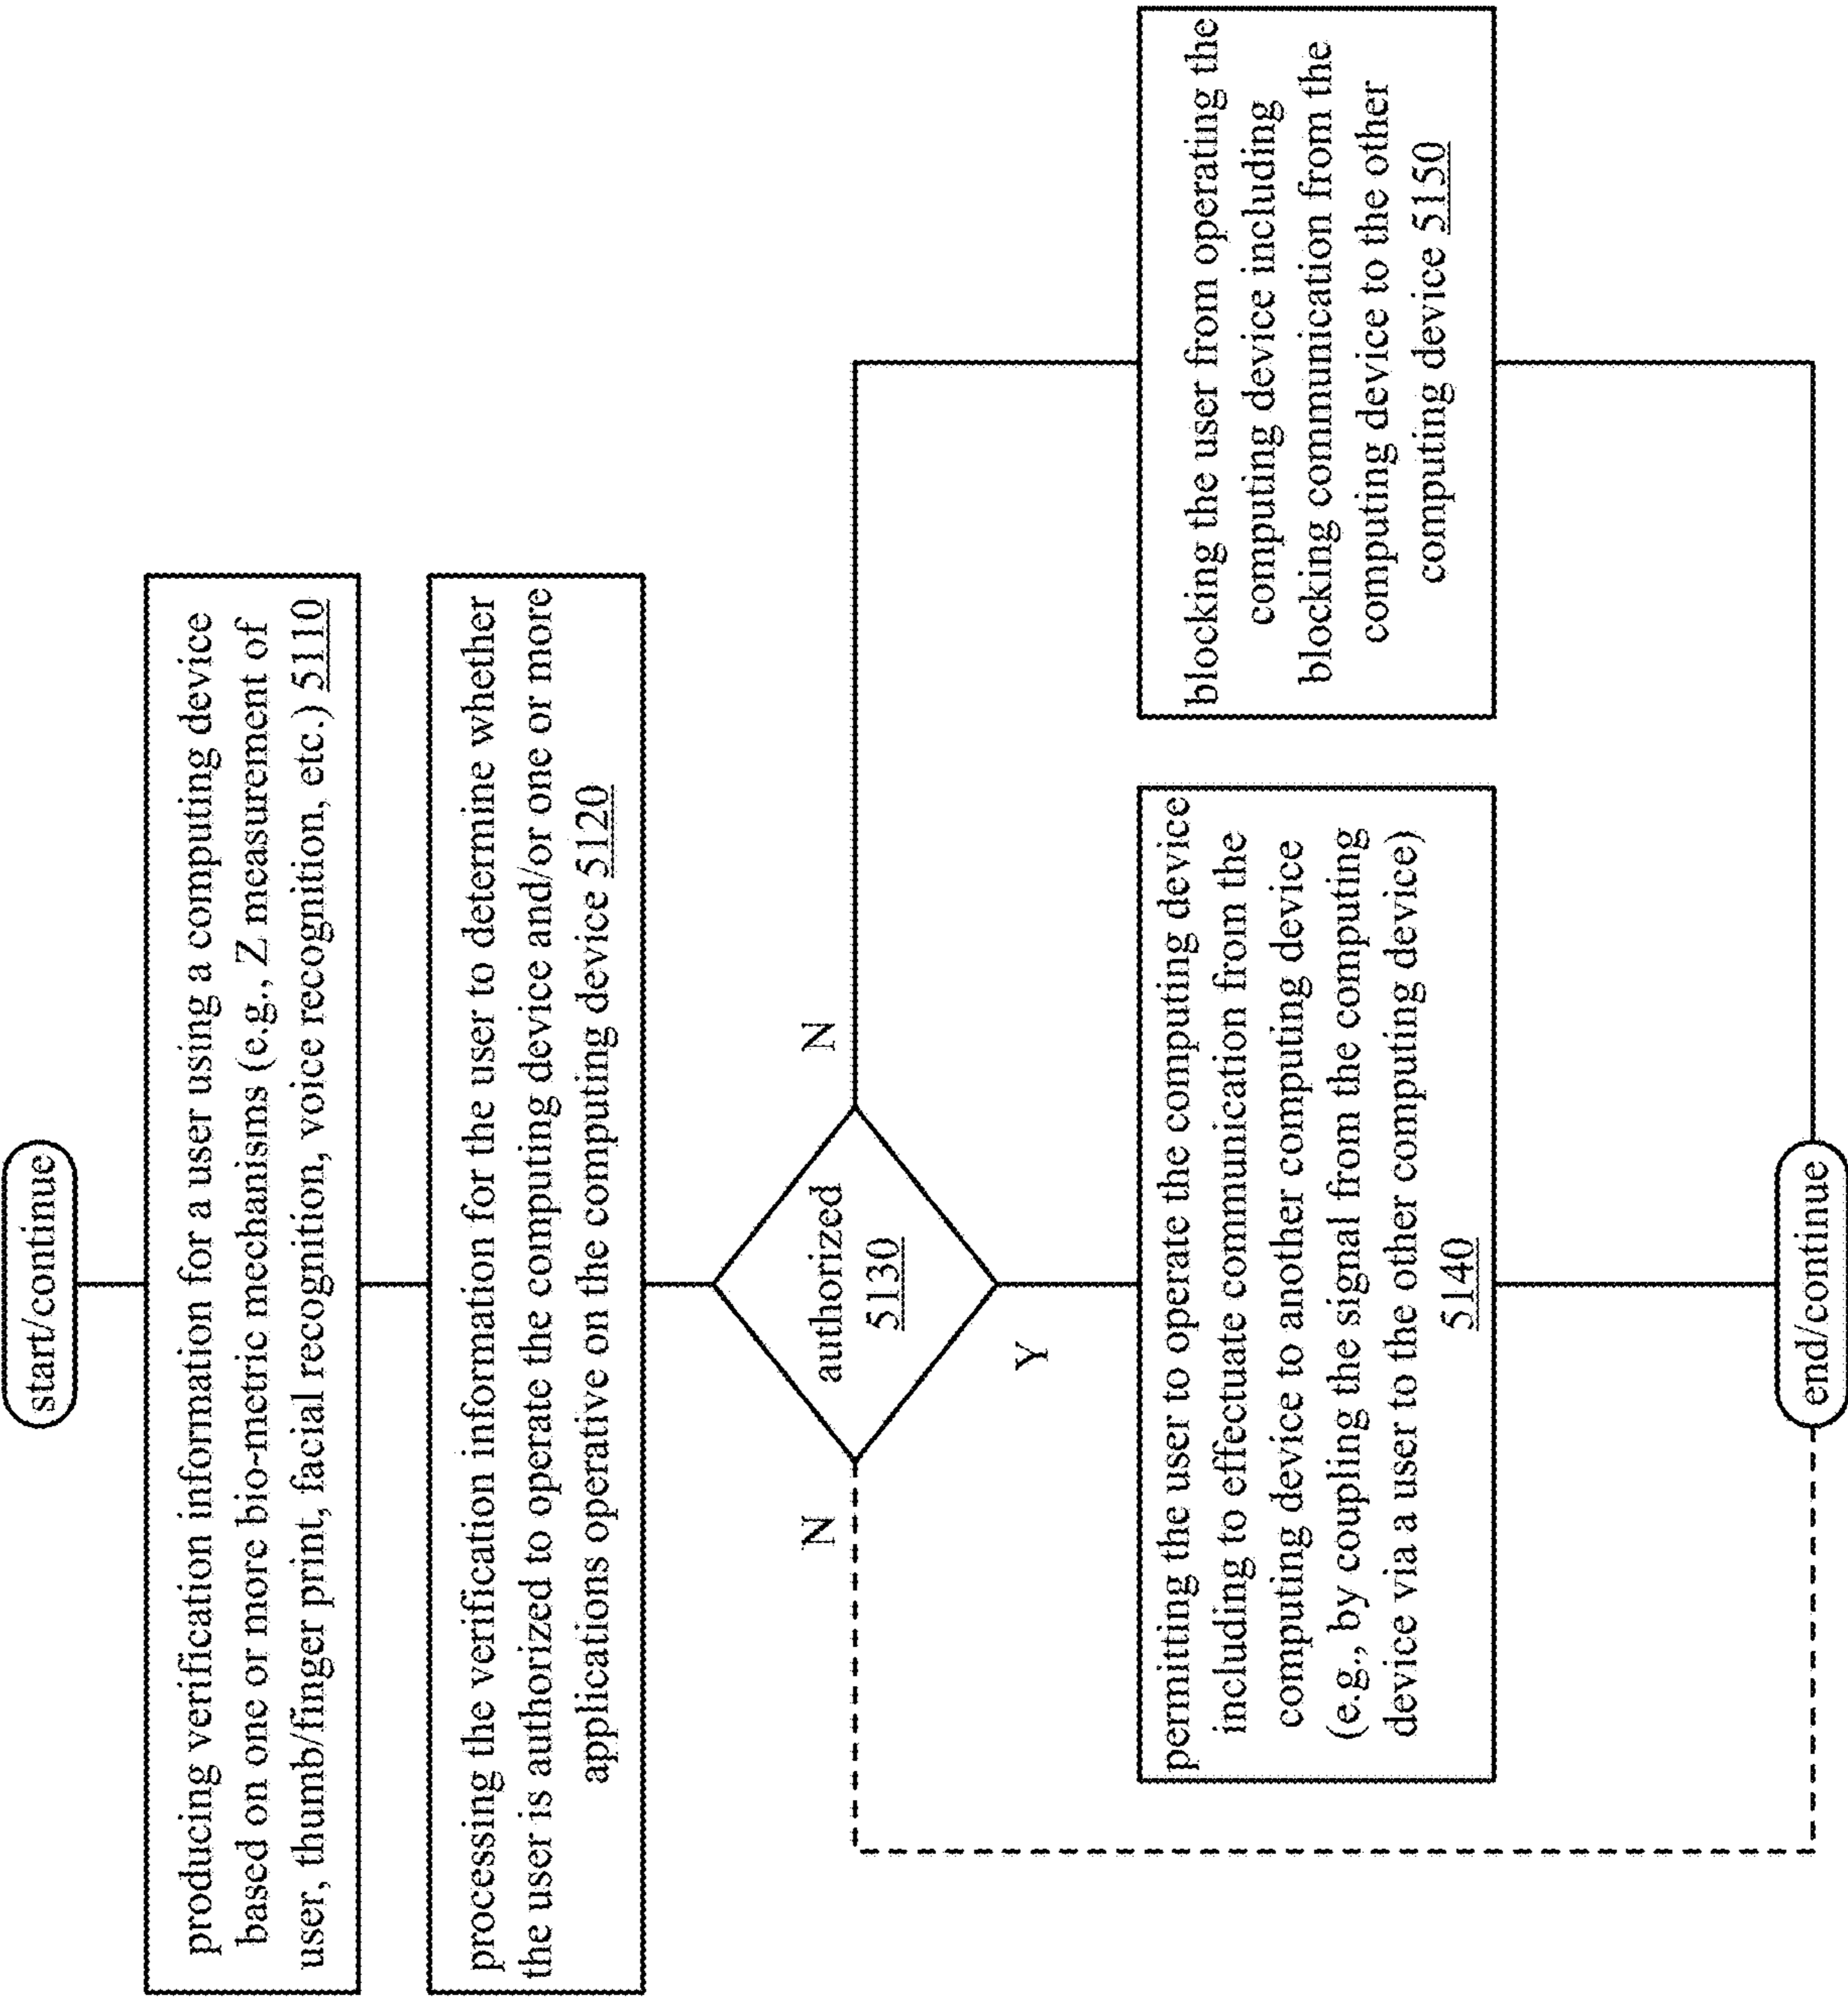 start/continue
producing verification information for a user using a computing device
based on one or more bio-metric mechanisms (e.g., Z measurement of
user, thumb/finger print, facial recognition, voice recognition, etc.) 5110
processing the verification information for the user to determine whether
the user is authorized to operate the computing device and/or one or more
applications operative on the computing device 5120
authorized
5130
N
N
Y
permiting the user to operate the computing device
including to effectuate communication from the
computing device to another computing device
(e.g., by coupling the signal from the computing
device via a user to the other computing device)
5140
blocking the user from operating the
computing device including
blocking communication from the
computing device to the other
computing device 5150
end/continue